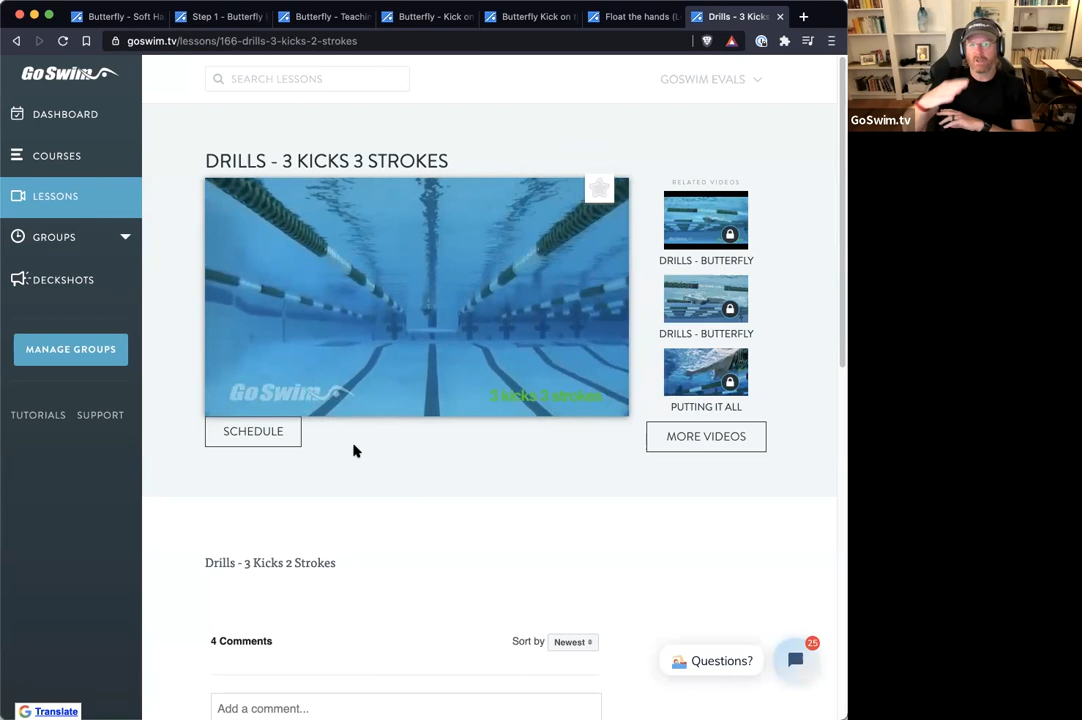 Butterfly - Soft Ha
Step 1 - Butterfly
Butterfly - Teachin
Butterfly - Kick on
Butterfly Kick on
Float the hands (L
Drills - 3 Kicks
goswim.tv/lessons/166-drills-3-kicks-2-strokes
GoSwim
SEARCH LESSONS
GOSWIM EVALS
GoSwim.tv
DASHBOARD
COURSES
LESSONS
GROUPS
DECKSHOTS
MANAGE GROUPS
TUTORIALS SUPPORT
DRILLS - 3 KICKS 3 STROKES
GoSwim
3 kicks 3 strokes
SCHEDULE
RELATED VIDEOS
DRILLS - BUTTERFLY
DRILLS - BUTTERFLY
PUTTING IT ALL
MORE VIDEOS
Drills - 3 Kicks 2 Strokes
4 Comments
Sort by Newest
Add a comment...
Questions?
25
G Translate